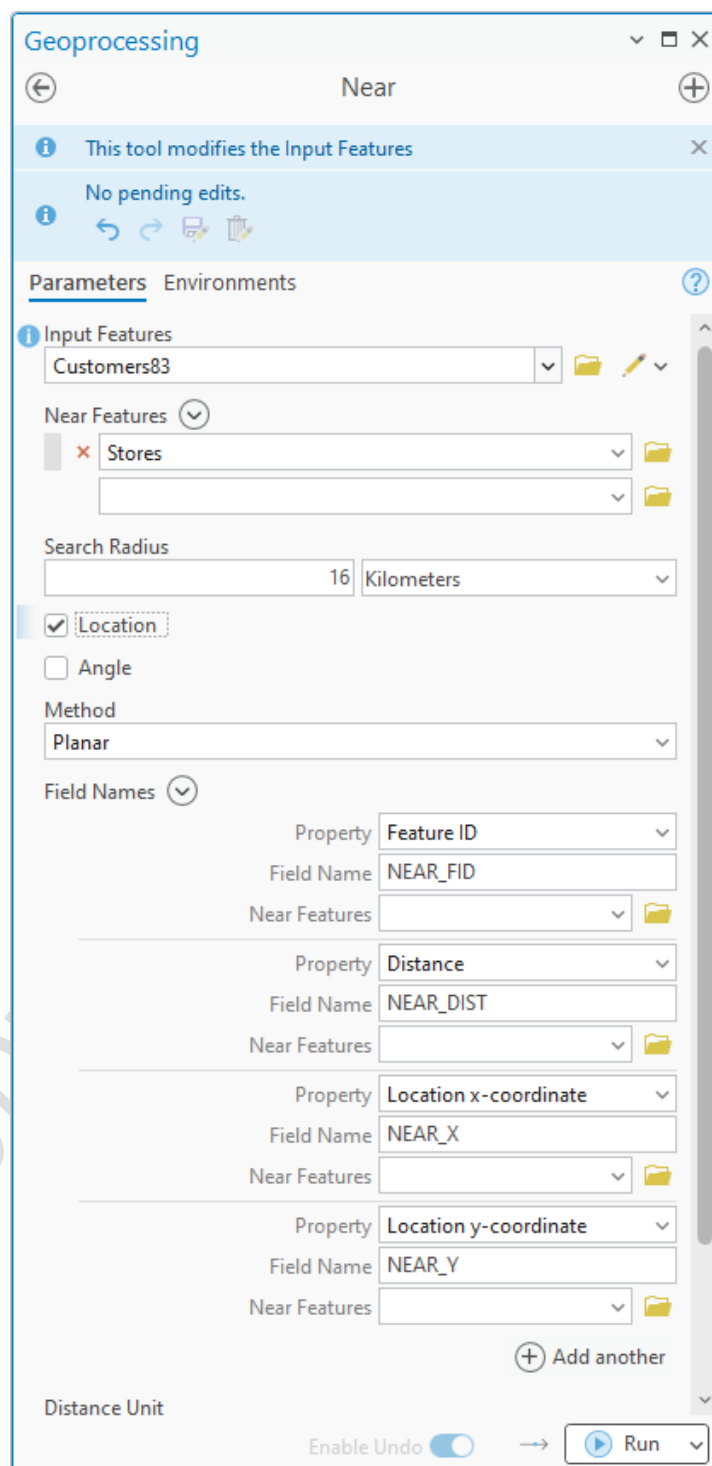 Geoprocessing
Near
This tool modifies the Input Features
No pending edits.
Parameters Environments
Input Features
Customers83
Near Features
Stores
Search Radius
16 Kilometers
Location
Angle
Method
Planar
Field Names
Property Feature ID
Field Name NEAR_FID
Near Features
Property Distance
Field Name NEAR_DIST
Near Features
Property Location x-coordinate
Field Name NEAR_X
Near Features
Property Location y-coordinate
Field Name NEAR_Y
Near Features
Add another
Distance Unit
Enable Undo Run